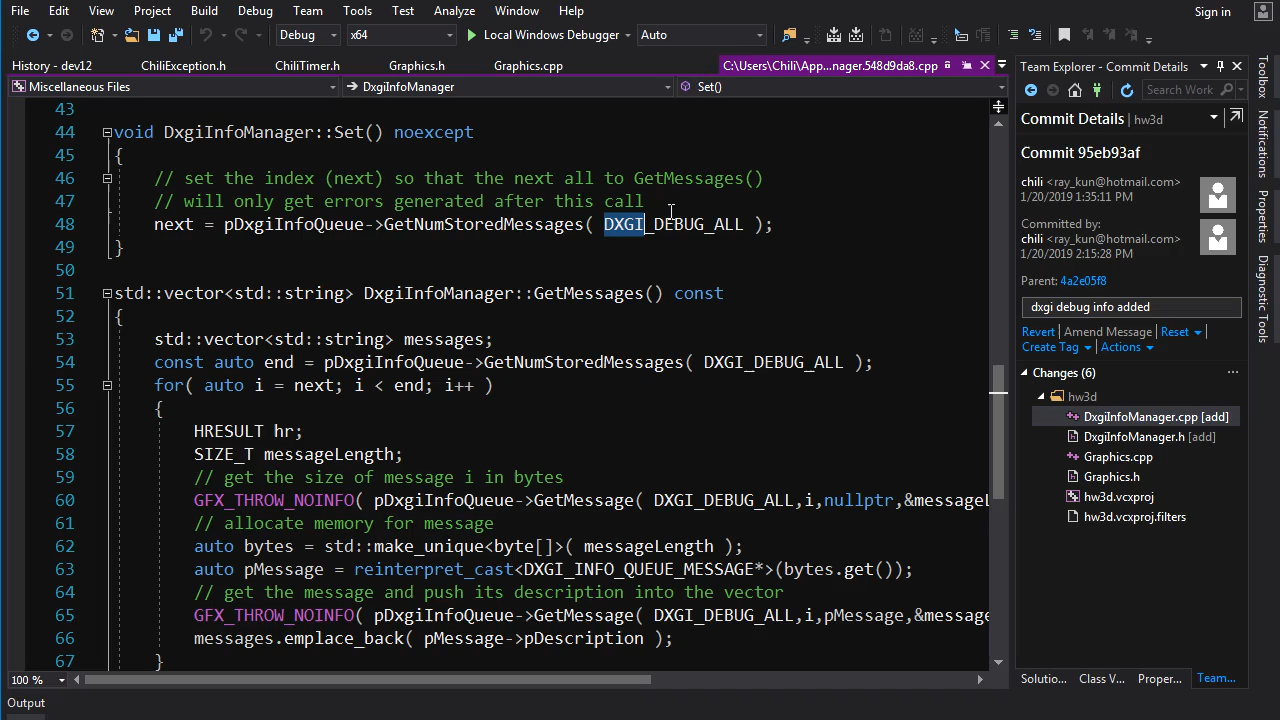 File Edit View Project Build Debug Team Tools Test Analyze Window Help
Sign in
Debug x64 Local Windows Debugger Auto
History - dev12 ChiliException.h ChiliTimer.h Graphics.h Graphics.cpp C:\Users\Chili\App...nager.548d9da8.cpp
Miscellaneous Files DxgiInfoManager Set()
43
44 void DxgiInfoManager::Set() noexcept
45 {
46 // set the index (next) so that the next all to GetMessages()
47 // will only get errors generated after this call
48 next = pDxgiInfoQueue->GetNumStoredMessages( DXGI_DEBUG_ALL );
49 }
50
51 std::vector<std::string> DxgiInfoManager::GetMessages() const
52 {
53 std::vector<std::string> messages;
54 const auto end = pDxgiInfoQueue->GetNumStoredMessages( DXGI_DEBUG_ALL );
55 for( auto i = next; i < end; i++ )
56 {
57 HRESULT hr;
58 SIZE_T messageLength;
59 // get the size of message i in bytes
60 GFX_THROW_NOINFO( pDxgiInfoQueue->GetMessage( DXGI_DEBUG_ALL,i,nullptr,&messageL
61 // allocate memory for message
62 auto bytes = std::make_unique<byte[]>( messageLength );
63 auto pMessage = reinterpret_cast<DXGI_INFO_QUEUE_MESSAGE*>(bytes.get());
64 // get the message and push its description into the vector
65 GFX_THROW_NOINFO( pDxgiInfoQueue->GetMessage( DXGI_DEBUG_ALL,i,pMessage,&message
66 messages.emplace_back( pMessage->pDescription );
67 }
100 %
Output
Team Explorer - Commit Details
Search Work
Commit Details | hw3d
Commit 95eb93af
chili <ray_kun@hotmail.com>
1/20/2019 1:35:11 PM
Committed by:
chili <ray_kun@hotmail.com>
1/20/2019 2:15:28 PM
Parent: 4a2e05f8
dxgi debug info added
Revert | Amend Message | Reset |
Create Tag | Actions
Changes (6)
hw3d
DxgiInfoManager.cpp [add]
DxgiInfoManager.h [add]
Graphics.cpp
Graphics.h
hw3d.vcxproj
hw3d.vcxproj.filters
Solutio... Class V... Proper... Team...
Toolbox
Notifications
Properties
Diagnostic Tools